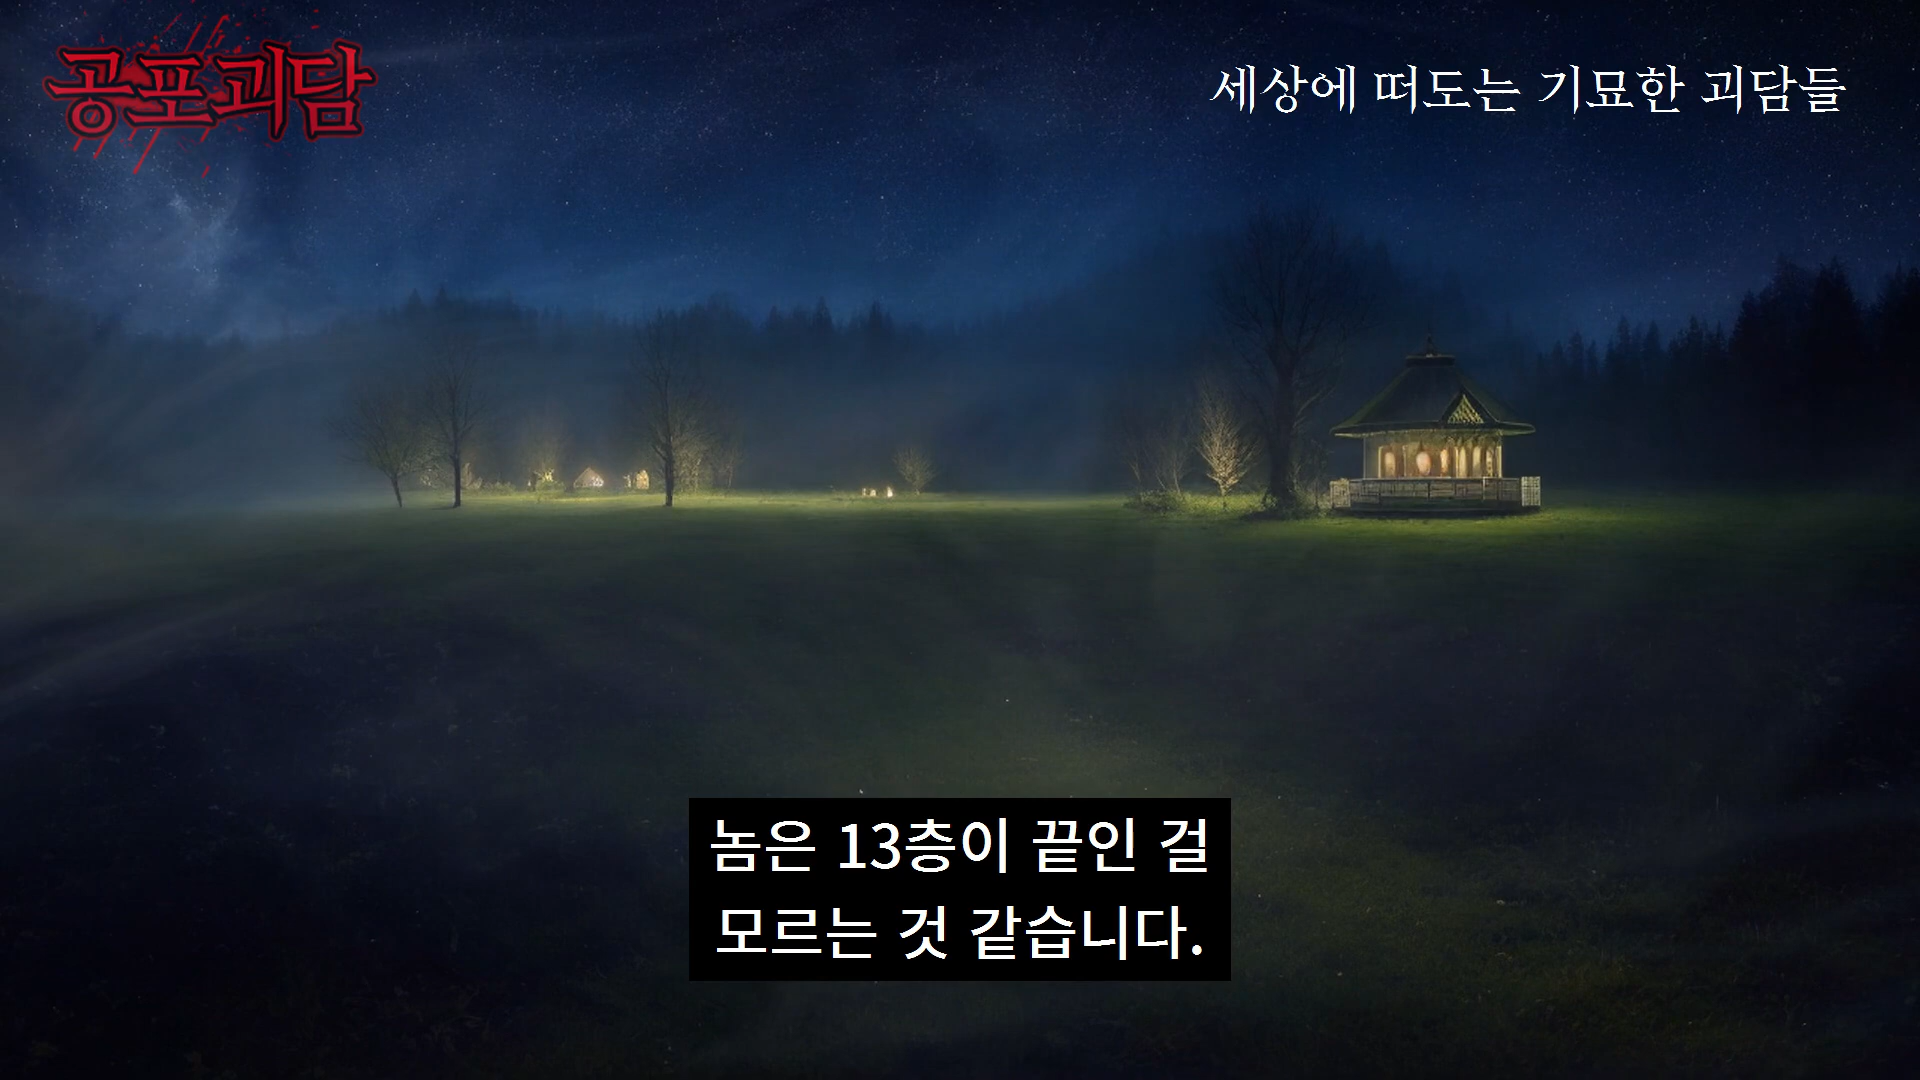 공포괴담
세상에 떠도는 기묘한 괴담들
놈은 13층이 끝인 걸
모르는 것 같습니다.